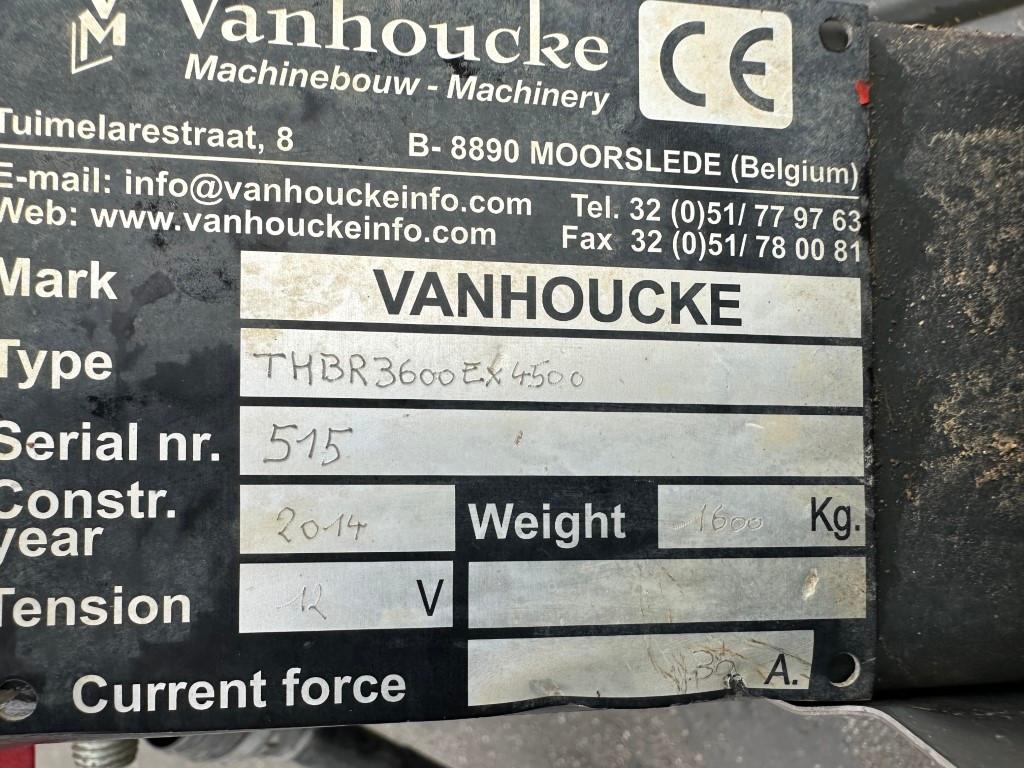 VM Vanhoucke CE
Machinebouw - Machinery
Tuimelarestraat, 8 B- 8890 MOORSLEDE (Belgium)
E-mail: info@vanhouckeinfo.com Tel. 32 (0)51/ 77 97 63
Web: www.vanhouckeinfo.com Fax 32 (0)51/ 78 00 81
Mark VANHOUCKE
Type THBR3600EX4500
Serial nr. 515
Constr.
year 2014 Weight 1600 Kg.
Tension 12 V
Current force A.